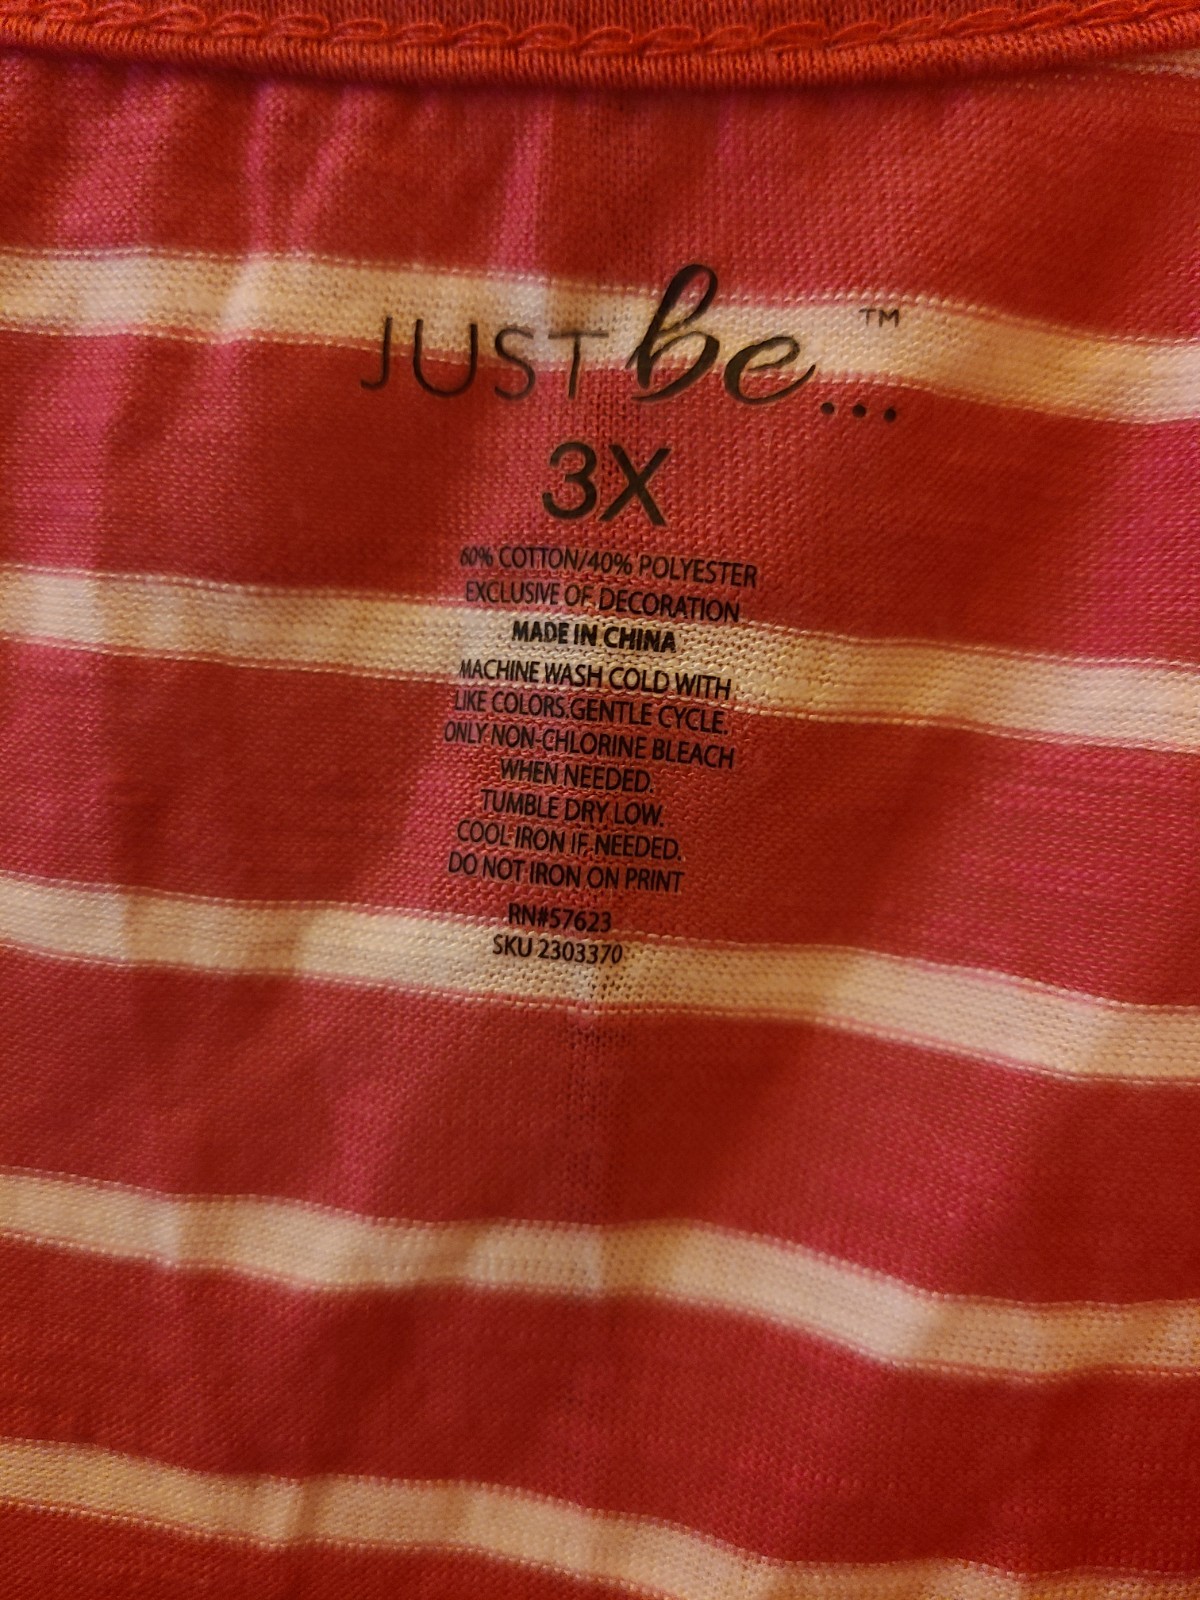 JUST be...™
3X
60% COTTON/40% POLYESTER
EXCLUSIVE OF DECORATION
MADE IN CHINA
MACHINE WASH COLD WITH
LIKE COLORS.GENTLE CYCLE.
ONLY NON-CHLORINE BLEACH
WHEN NEEDED.
TUMBLE DRY LOW.
COOL IRON IF NEEDED.
DO NOT IRON ON PRINT
RN#57623
SKU 2303370